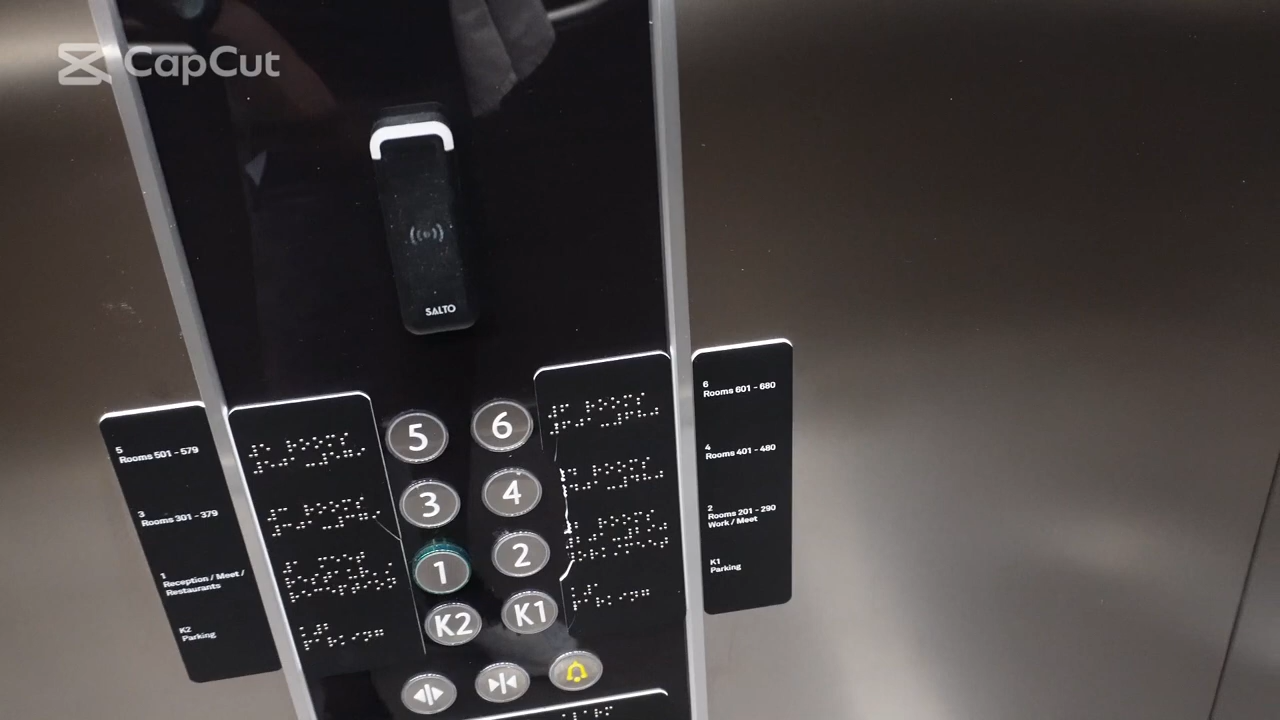 CapCut
SALTO
5
Rooms 501 - 579
3
Rooms 301 - 379
1
Reception / Meet /
Restaurants
K2
Parking
5
6
3
4
1
2
K2
K1
6
Rooms 601 - 680
4
Rooms 401 - 480
2
Rooms 201 - 290
Work / Meet
K1
Parking